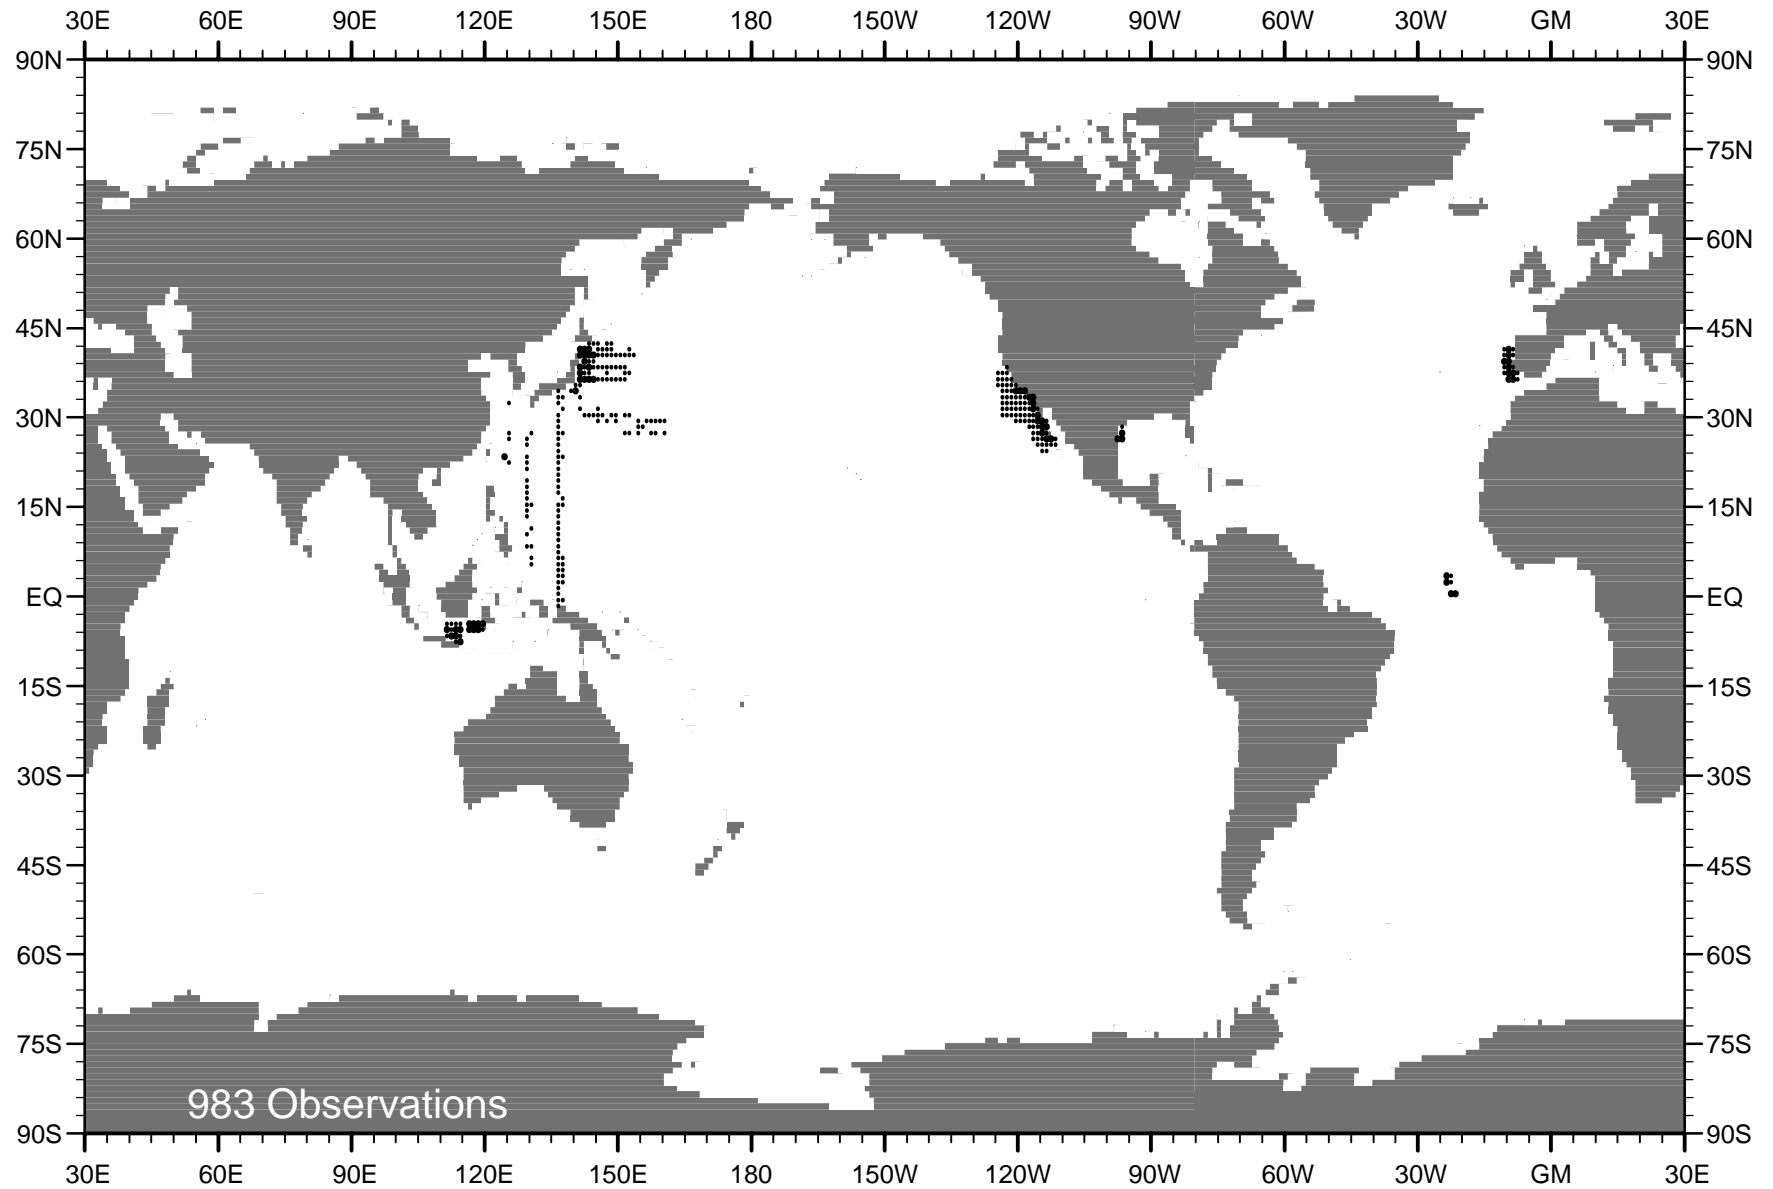 30E 60E 90E 120E 150E 180 150W 120W 90W 60W 30W GM 30E
90N 90N
75N 75N
60N 60N
45N 45N
30N 30N
15N 15N
EQ EQ
15S 15S
30S 30S
45S 45S
60S 60S
75S 75S
983 Observations
90S 90S
30E 60E 90E 120E 150E 180 150W 120W 90W 60W 30W GM 30E